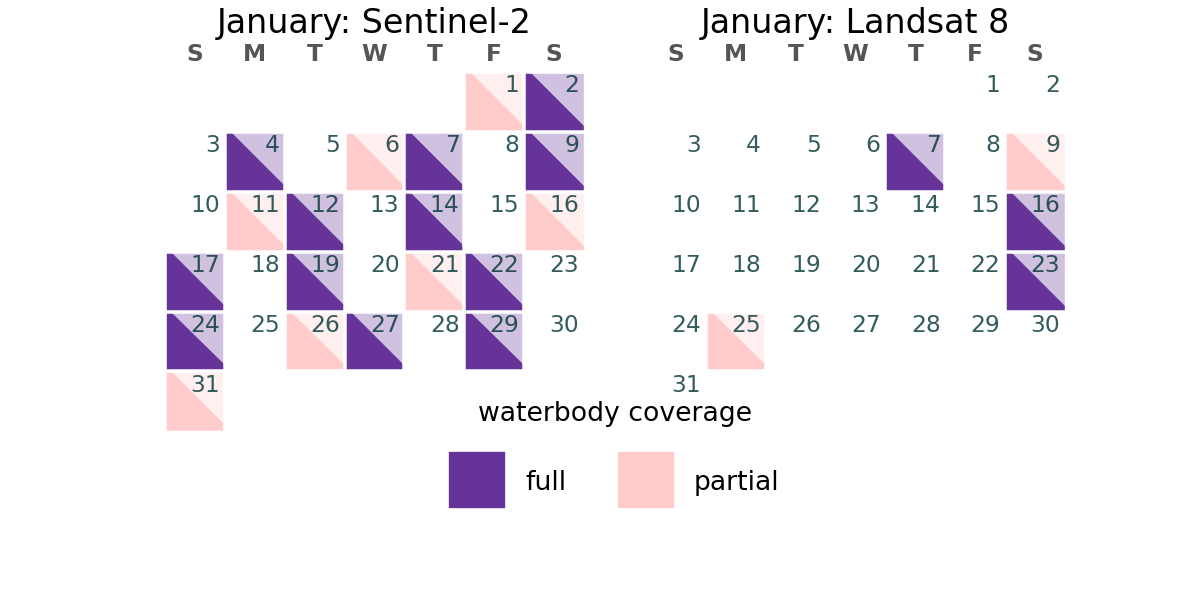 January: Sentinel-2
S M T W T F S
1 2
3 4 5 6 7 8 9
10 11 12 13 14 15 16
17 18 19 20 21 22 23
24 25 26 27 28 29 30
31
January: Landsat 8
S M T W T F S
1 2
3 4 5 6 7 8 9
10 11 12 13 14 15 16
17 18 19 20 21 22 23
24 25 26 27 28 29 30
31
waterbody coverage
full
partial